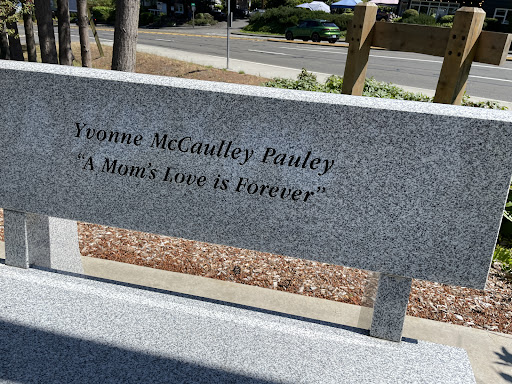 Yvonne McCaulley Pauley
“A Mom's Love is Forever”